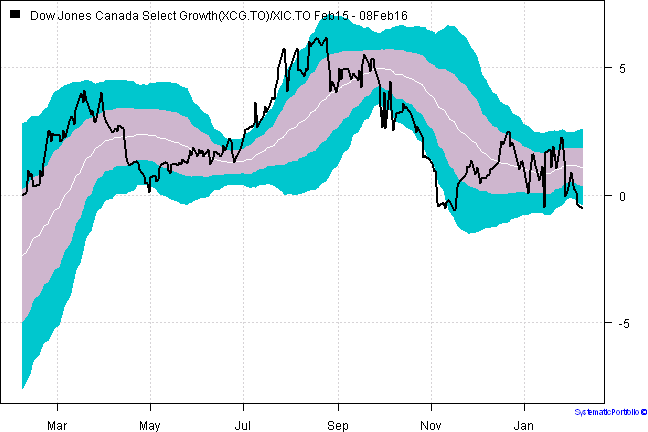 Dow Jones Canada Select Growth(XCG.TO)/XIC.TO Feb15 - 08Feb16
5
0
-5
Mar May Jul Sep Nov Jan
SystematicPortfolio ©